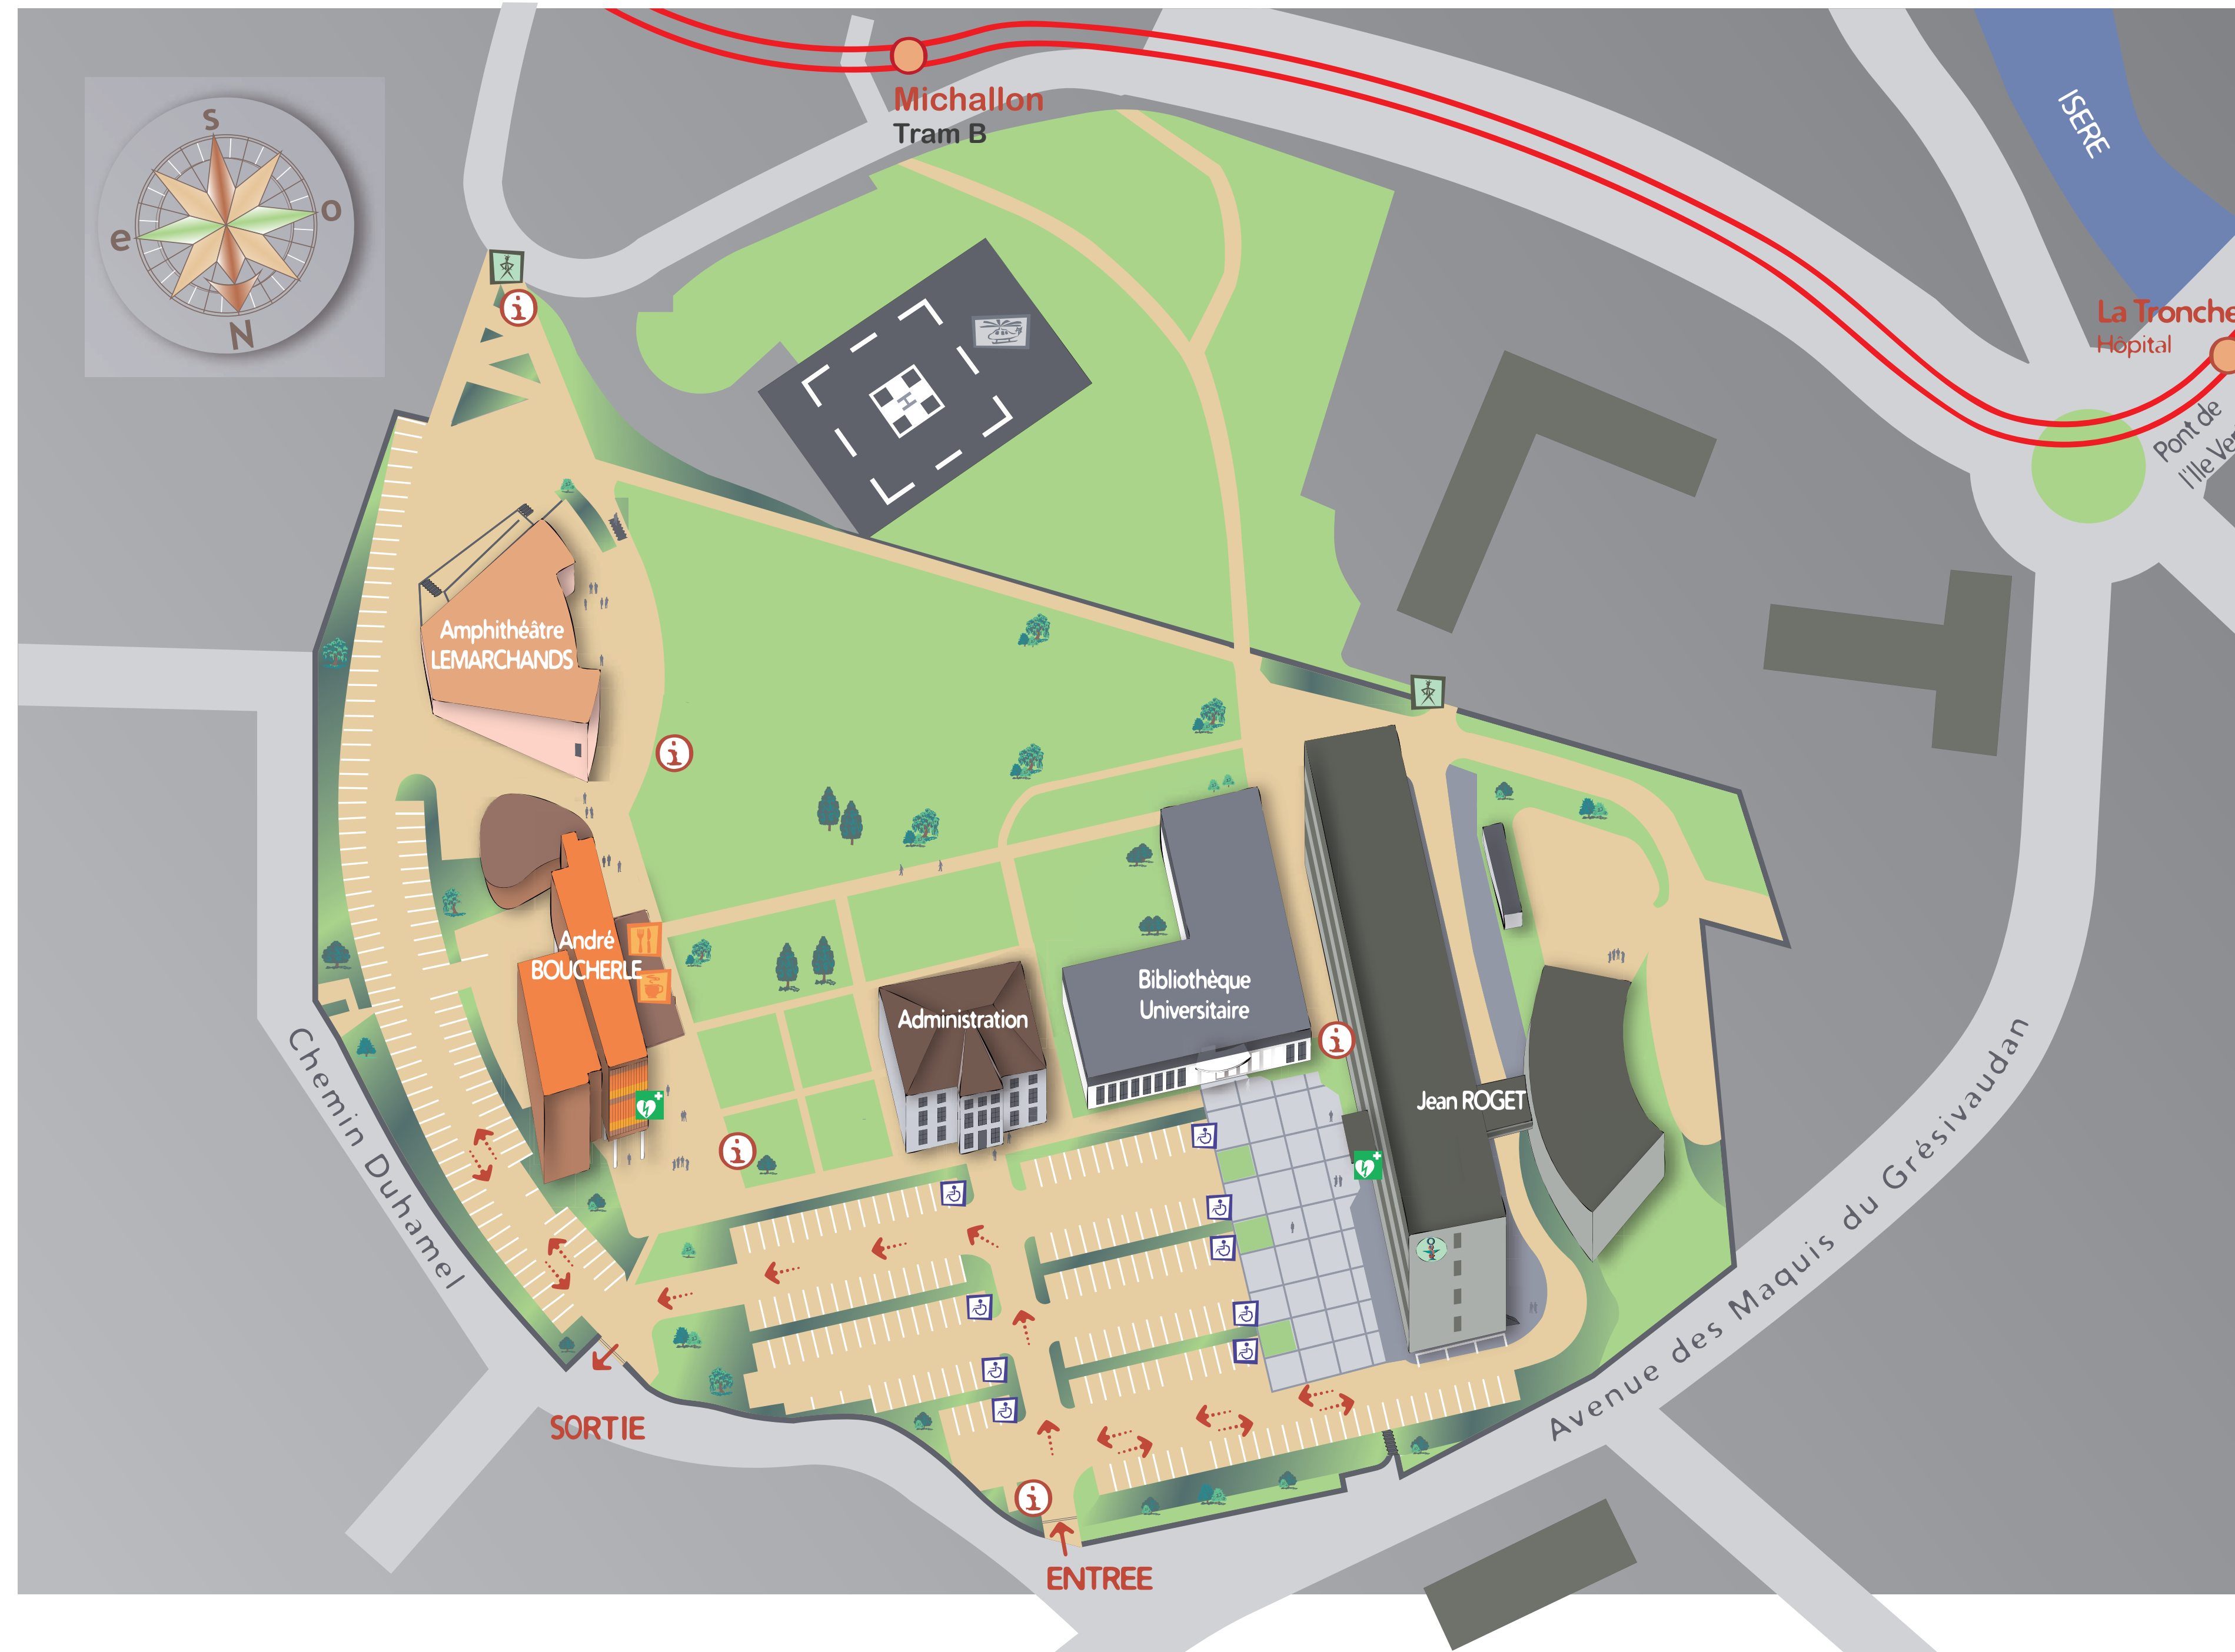 Michallon
Tram B
ISERE
S
o
e
N
La Tronche
Hôpital
Pont de
l'Ile
H
i
Amphithéâtre
LEMARCHANDS
i
André
BOUCHERLE
Bibliothèque
Universitaire
Administration
i
Jean ROGET
i
Chemin Duhamel
Avenue des Maquis du Grésivaudan
SORTIE
i
ENTREE